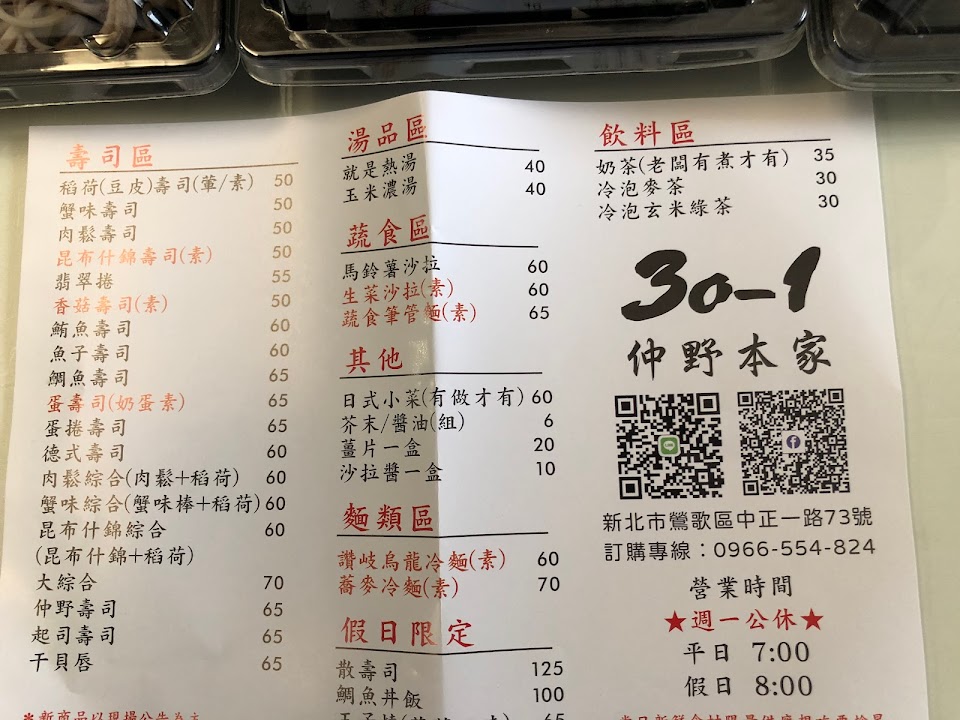 壽司區
稻荷(豆皮)壽司(葷/素) 50
蟹味壽司 50
肉鬆壽司 50
昆布什錦壽司(素) 50
翡翠捲 55
香菇壽司(素) 50
鮪魚壽司 60
魚子壽司 60
鯛魚壽司 65
蛋壽司(奶蛋素) 65
蛋捲壽司 65
德式壽司 60
肉鬆綜合(肉鬆+稻荷) 60
蟹味綜合(蟹味棒+稻荷) 60
昆布什錦綜合 60
(昆布什錦+稻荷)
大綜合 70
仲野壽司 65
起司壽司 65
干貝唇 65
*新商品以現場公告為主
湯品區
就是熱湯 40
玉米濃湯 40
蔬食區
馬鈴薯沙拉 60
生菜沙拉(素) 60
蔬食筆管麵(素) 65
其他
日式小菜(有做才有) 60
芥末/醬油(組) 6
薑片一盒 20
沙拉醬一盒 10
麵類區
讚岐烏龍冷麵(素) 60
蕎麥冷麵(素) 70
假日限定
散壽司 125
鯛魚丼飯 100
飲料區
奶茶(老闆有煮才有) 35
冷泡麥茶 30
冷泡玄米綠茶 30
30-1
仲野本家
新北市鶯歌區中正一路73號
訂購專線：0966-554-824
營業時間
★週一公休★
平日 7:00
假日 8:00